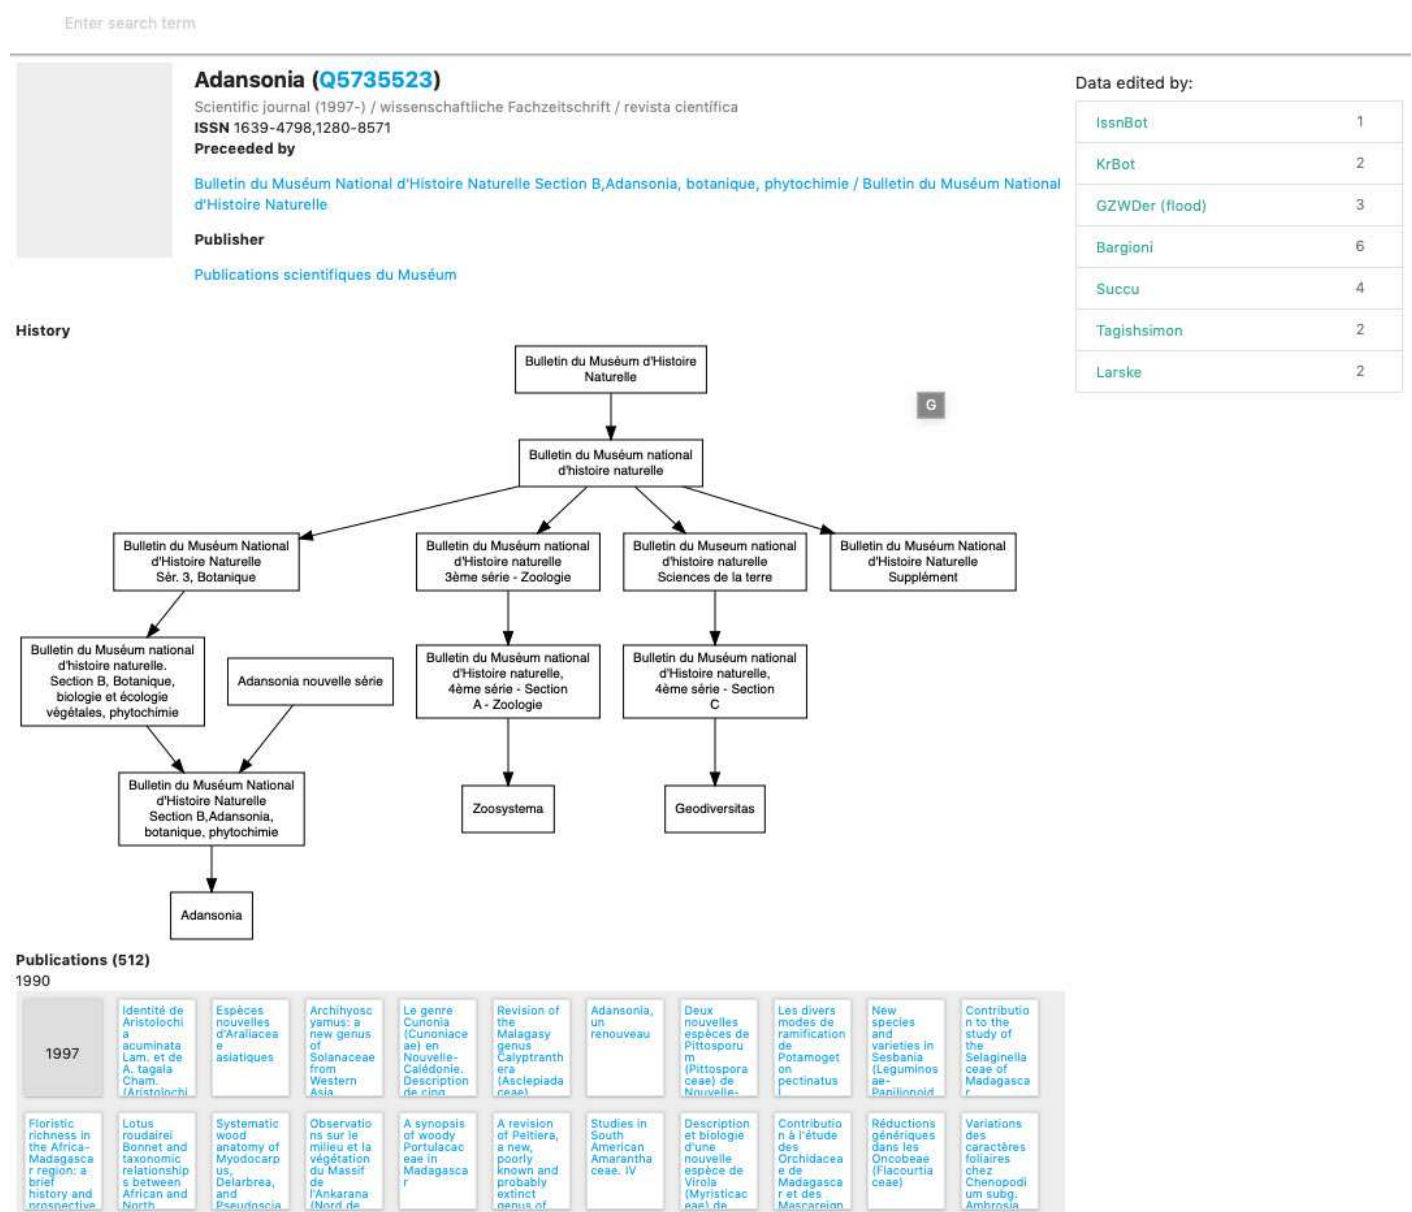 Enter search term
Adansonia (Q5735523)
Scientific journal (1997-) / wissenschaftliche Fachzeitschrift / revista científica
ISSN 1639-4798,1280-8571
Preceeded by
Bulletin du Muséum National d'Histoire Naturelle Section B,Adansonia, botanique, phytochimie / Bulletin du Muséum National
d'Histoire Naturelle
Publisher
Publications scientifiques du Muséum
Data edited by:
IssnBot 1
KrBot 2
GZWDer (flood) 3
Bargioni 6
Succu 4
Tagishsimon 2
Larske 2
History
Bulletin du Muséum d'Histoire
Naturelle
G
Bulletin du Muséum national
d'histoire naturelle
Bulletin du Muséum National
d'Histoire Naturelle
Sér. 3, Botanique
Bulletin du Muséum national
d'Histoire naturelle
3ème série - Zoologie
Bulletin du Museum national
d'histoire naturelle
Sciences de la terre
Bulletin du Muséum National
d'Histoire Naturelle
Supplément
Bulletin du Muséum national
d'histoire naturelle.
Section B, Botanique,
biologie et écologie
végétales, phytochimie
Adansonia nouvelle série
Bulletin du Muséum national
d'Histoire naturelle,
4ème série - Section
A - Zoologie
Bulletin du Muséum national
d'Histoire naturelle,
4ème série - Section
C
Bulletin du Muséum National
d'Histoire Naturelle
Section B,Adansonia,
botanique, phytochimie
Zoosystema
Geodiversitas
Adansonia
Publications (512)
1990
1997
Identité de
Aristolochi
a
acuminata
Lam. et de
A. tagala
Cham.
(Aristolochi
Espèces
nouvelles
d'Araliacea
e
asiatiques
Archihyosc
yamus: a
new genus
of
Solanaceae
from
Western
Asia
Le genre
Cunonia
(Cunoniace
ae) en
Nouvelle-
Calédonie.
Description
de cinq
Revision of
the
Malagasy
genus
Calyptranth
era
(Asclepiada
ceae)
Adansonia,
un
renouveau
Deux
nouvelles
espèces de
Pittosporu
m
(Pittospora
ceae) de
Nouvelle-
Les divers
modes de
ramification
de
Potamoget
on
pectinatus
L
New
species
and
varieties in
Sesbania
(Leguminos
ae-
Papilionoid
Contributio
n to the
study of
the
Selaginella
ceae of
Madagasca
r
Floristic
richness in
the Africa-
Madagasca
r region: a
brief
history and
prospective
Lotus
roudairei
Bonnet and
taxonomic
relationship
s between
African and
North
Systematic
wood
anatomy of
Myodocarp
us,
Delarbrea,
and
Pseudoscia
Observatio
ns sur le
milieu et la
végétation
du Massif
de
l'Ankarana
(Nord de
A synopsis
of woody
Portulacac
eae in
Madagasca
r
A revision
of Peltiera,
a new,
poorly
known and
probably
extinct
genus of
Studies in
South
American
Amarantha
ceae. IV
Description
et biologie
d'une
nouvelle
espèce de
Virola
(Myristicac
eae) de
Contributio
n à l'étude
des
Orchidacea
e de
Madagasca
r et des
Mascareign
Réductions
génériques
dans les
Oncobeae
(Flacourtia
ceae)
Variations
des
caractères
foliaires
chez
Chenopodi
um subg.
Ambrosia